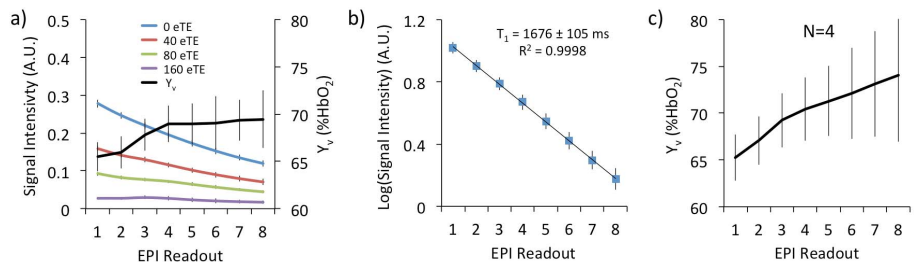 a)
Signal Intensivty (A.U.)
0.5
0.4
0.3
0.2
0.1
0
0 eTE
40 eTE
80 eTE
160 eTE
Yv
80
75
70
65
60
Yv (%HbO2)
1 2 3 4 5 6 7 8
EPI Readout
b)
Log(Signal Intensity (A.U.)
1.2
0.8
0.4
0
T1 = 1676 ± 105 ms
R² = 0.9998
1 2 3 4 5 6 7 8
EPI Readout
c)
Yv (%HbO2)
80
75
70
65
60
N=4
1 2 3 4 5 6 7 8
EPI Readout